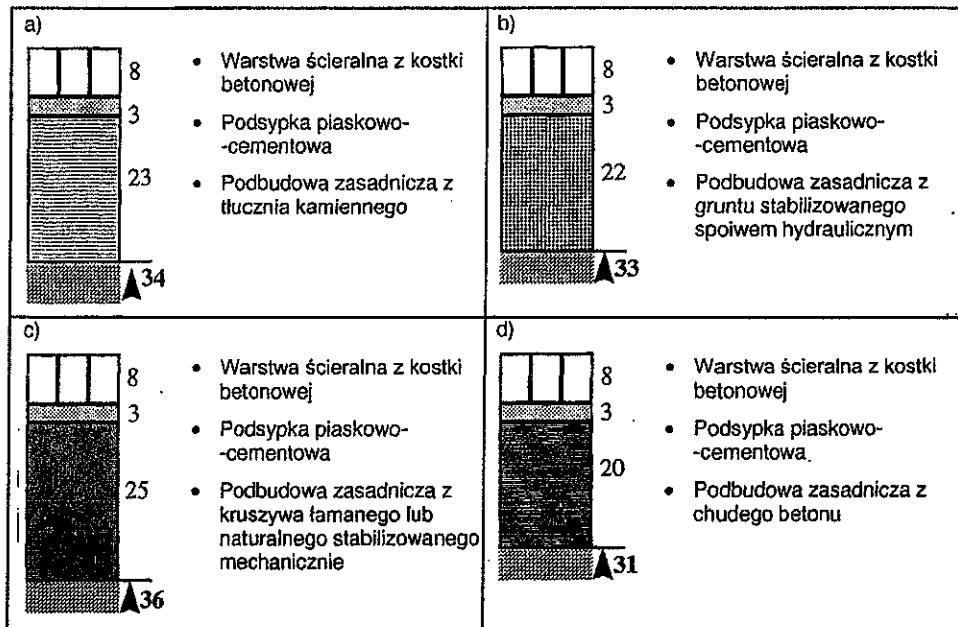 a)
8
3
23
34
• Warstwa ścieralna z kostki
betonowej
• Podsypka piaskowo-
-cementowa
• Podbudowa zasadnicza z
tłucznia kamiennego
b)
8
3
22
33
• Warstwa ścieralna z kostki
betonowej
• Podsypka piaskowo-
-cementowa
• Podbudowa zasadnicza z
gruntu stabilizowanego
spoiwem hydraulicznym
c)
8
3
25
36
• Warstwa ścieralna z kostki
betonowej
• Podsypka piaskowo-
-cementowa
• Podbudowa zasadnicza z
kruszywa łamanego lub
naturalnego stabilizowanego
mechanicznie
d)
8
3
20
31
• Warstwa ścieralna z kostki
betonowej
• Podsypka piaskowo-
-cementowa
• Podbudowa zasadnicza z
chudego betonu